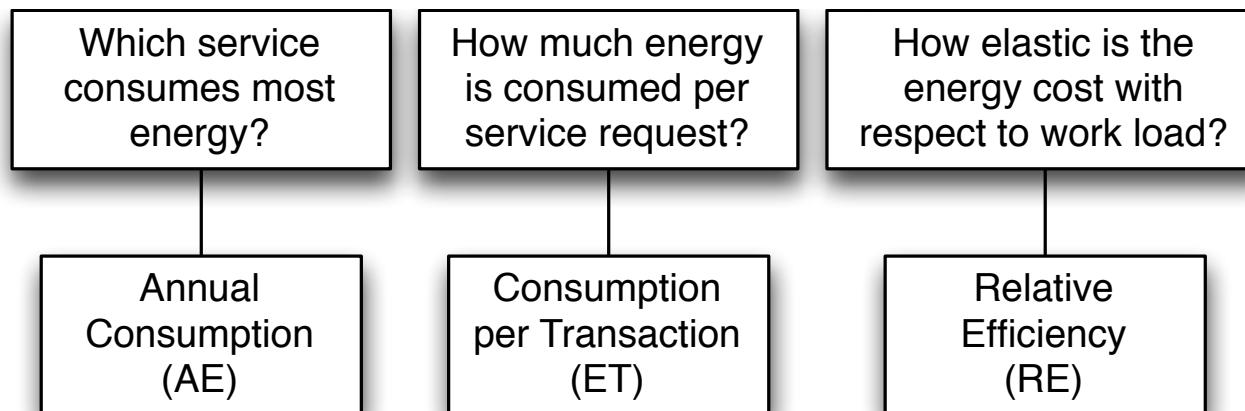 Which service
consumes most
energy?
How much energy
is consumed per
service request?
How elastic is the
energy cost with
respect to work load?
Annual
Consumption
(AE)
Consumption
per Transaction
(ET)
Relative
Efficiency
(RE)